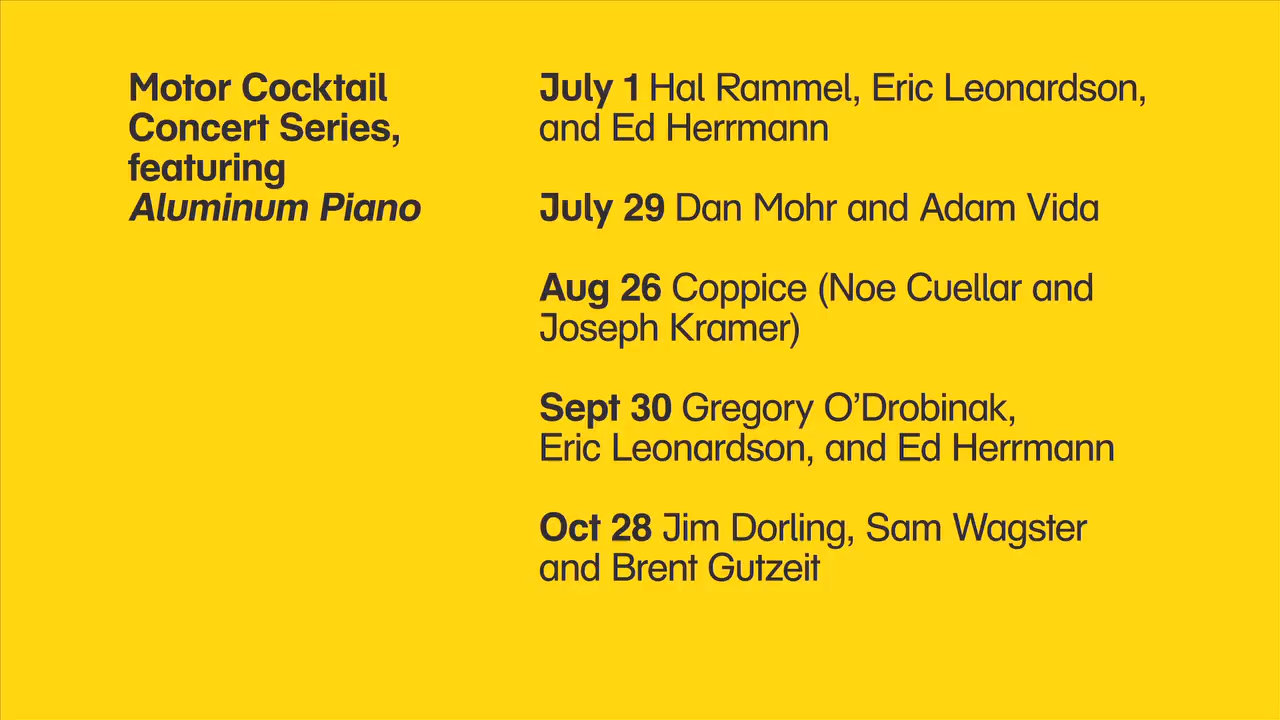 Motor Cocktail
Concert Series,
featuring
Aluminum Piano
July 1 Hal Rammel, Eric Leonardson,
and Ed Herrmann
July 29 Dan Mohr and Adam Vida
Aug 26 Coppice (Noe Cuellar and
Joseph Kramer)
Sept 30 Gregory O’Drobinak,
Eric Leonardson, and Ed Herrmann
Oct 28 Jim Dorling, Sam Wagster
and Brent Gutzeit